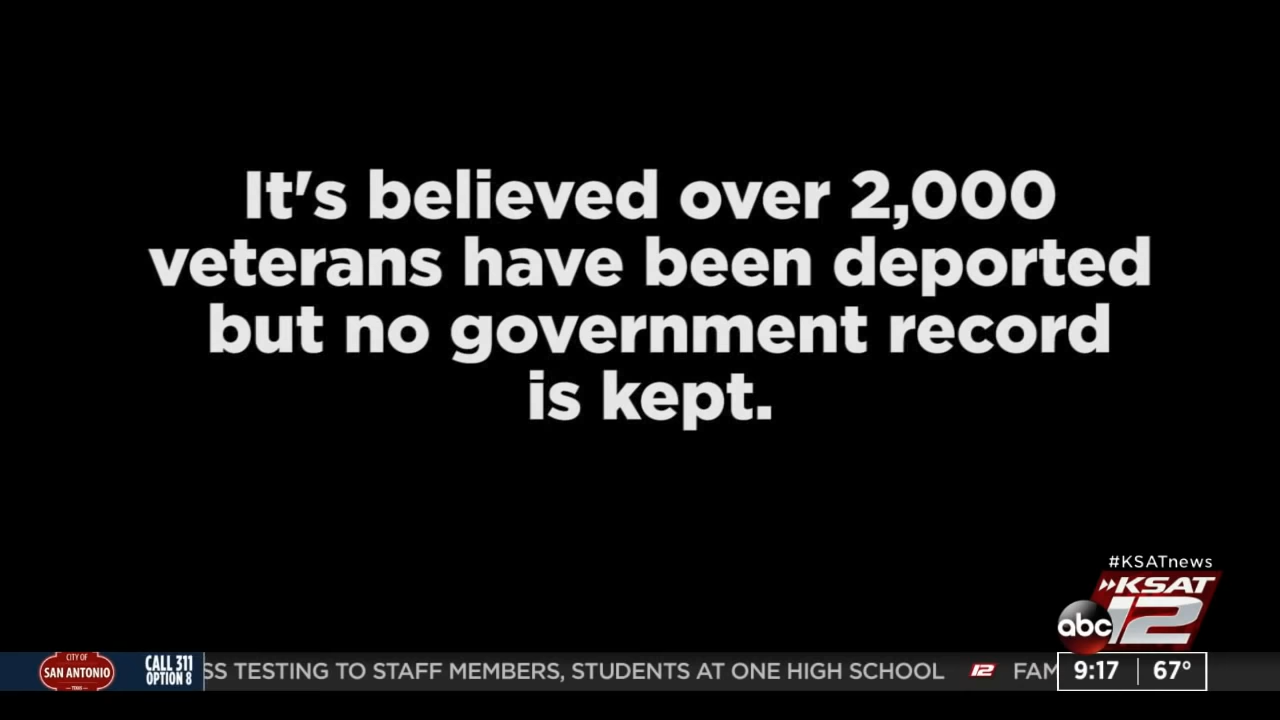 It's believed over 2,000
veterans have been deported
but no government record
is kept.
#KSATnews
KSAT
abc 12
CITY OF
SAN ANTONIO
TEXAS
CALL 311
OPTION 8
SS TESTING TO STAFF MEMBERS, STUDENTS AT ONE HIGH SCHOOL 12 FAM
9:17 67°